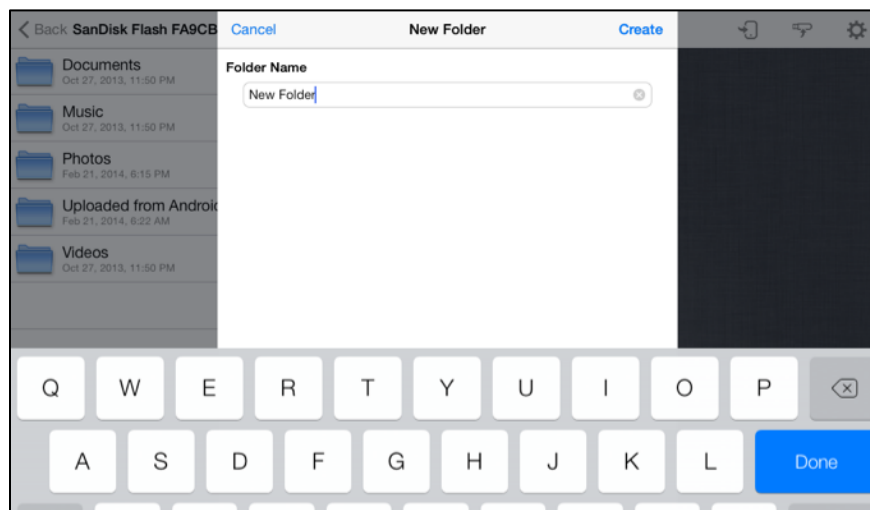 Back SanDisk Flash FA9CB
Cancel New Folder Create
Documents
Oct 27, 2013, 11:50 PM
Music
Oct 27, 2013, 11:50 PM
Photos
Feb 21, 2014, 6:15 PM
Uploaded from Android
Feb 21, 2014, 6:22 AM
Videos
Oct 27, 2013, 11:50 PM
Folder Name
New Folder
Q W E R T Y U I O P
A S D F G H J K L Done